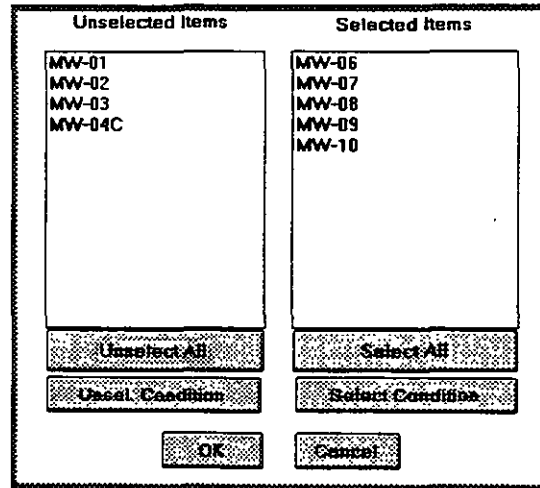 Unselected Items
MW-01
MW-02
MW-03
MW-04C
Unselect All
Unsel. Condition
Selected Items
MW-06
MW-07
MW-08
MW-09
MW-10
Select All
Select Condition
OK
Cancel